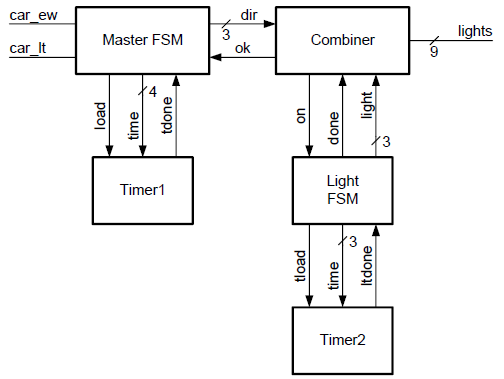 car_ew
car_lt
Master FSM
dir
3
ok
Combiner
lights
9
load
time
4
tdone
on
done
light
3
Timer1
Light
FSM
tload
time
3
ltdone
Timer2